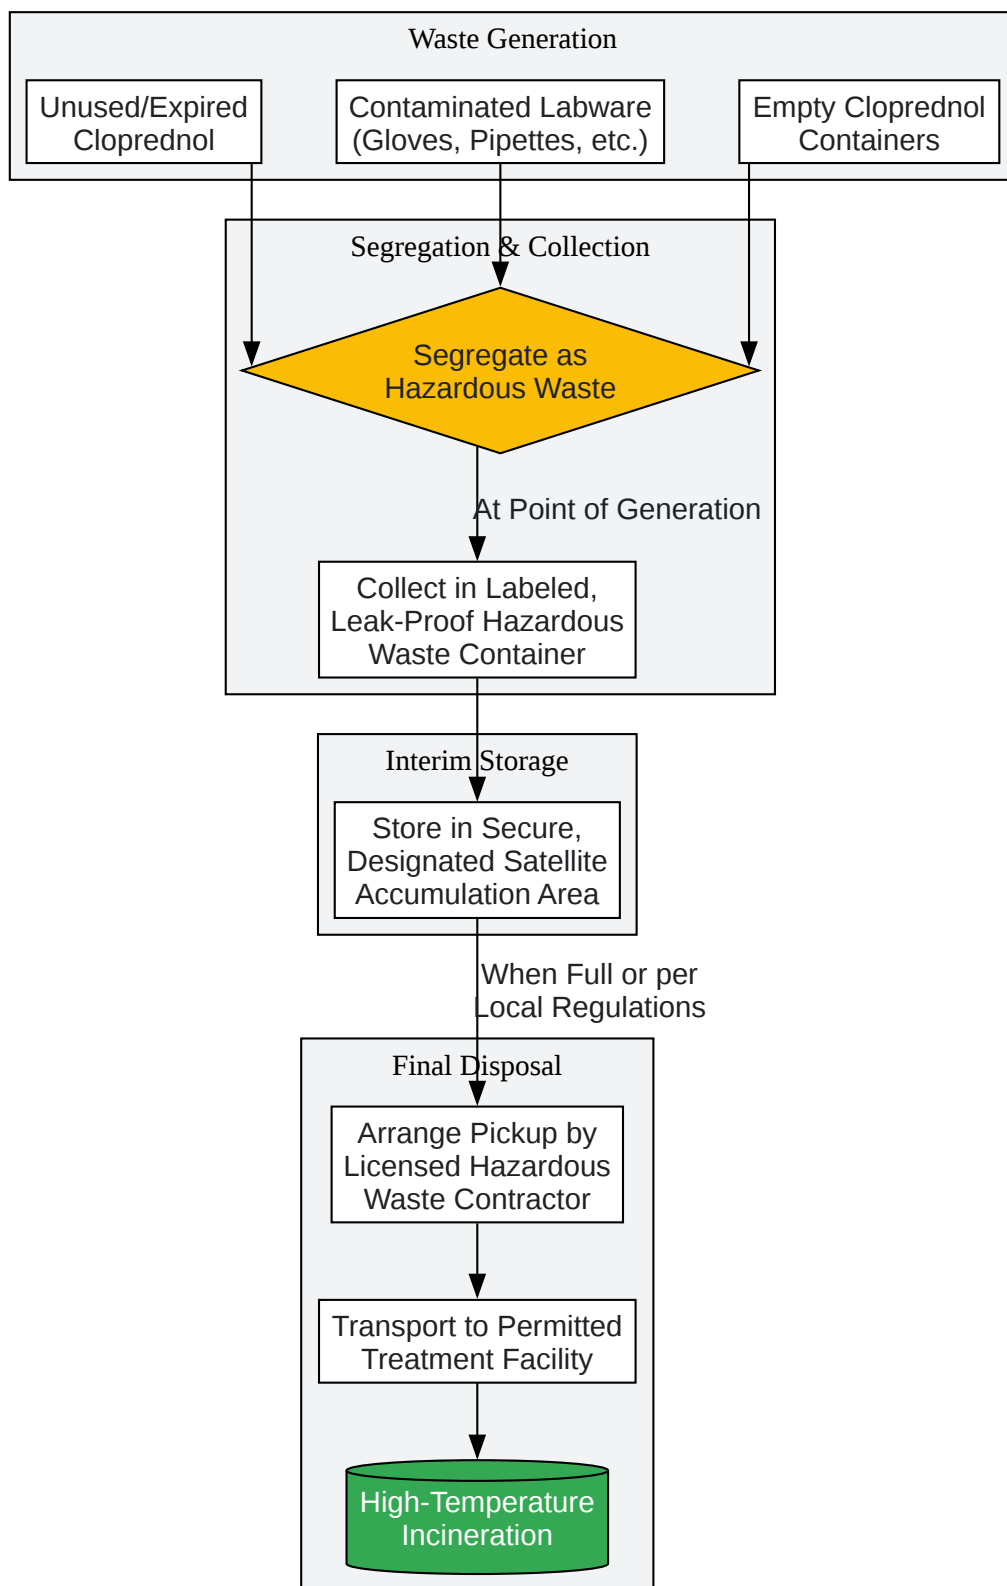 Waste Generation
Unused/Expired
Cloprednol
Contaminated Labware
(Gloves, Pipettes, etc.)
Empty Cloprednol
Containers
Segregation & Collection
Segregate as
Hazardous Waste
At Point of Generation
Collect in Labeled,
Leak-Proof Hazardous
Waste Container
Interim Storage
Store in Secure,
Designated Satellite
Accumulation Area
When Full or per
Local Regulations
Final Disposal
Arrange Pickup by
Licensed Hazardous
Waste Contractor
Transport to Permitted
Treatment Facility
High-Temperature
Incineration